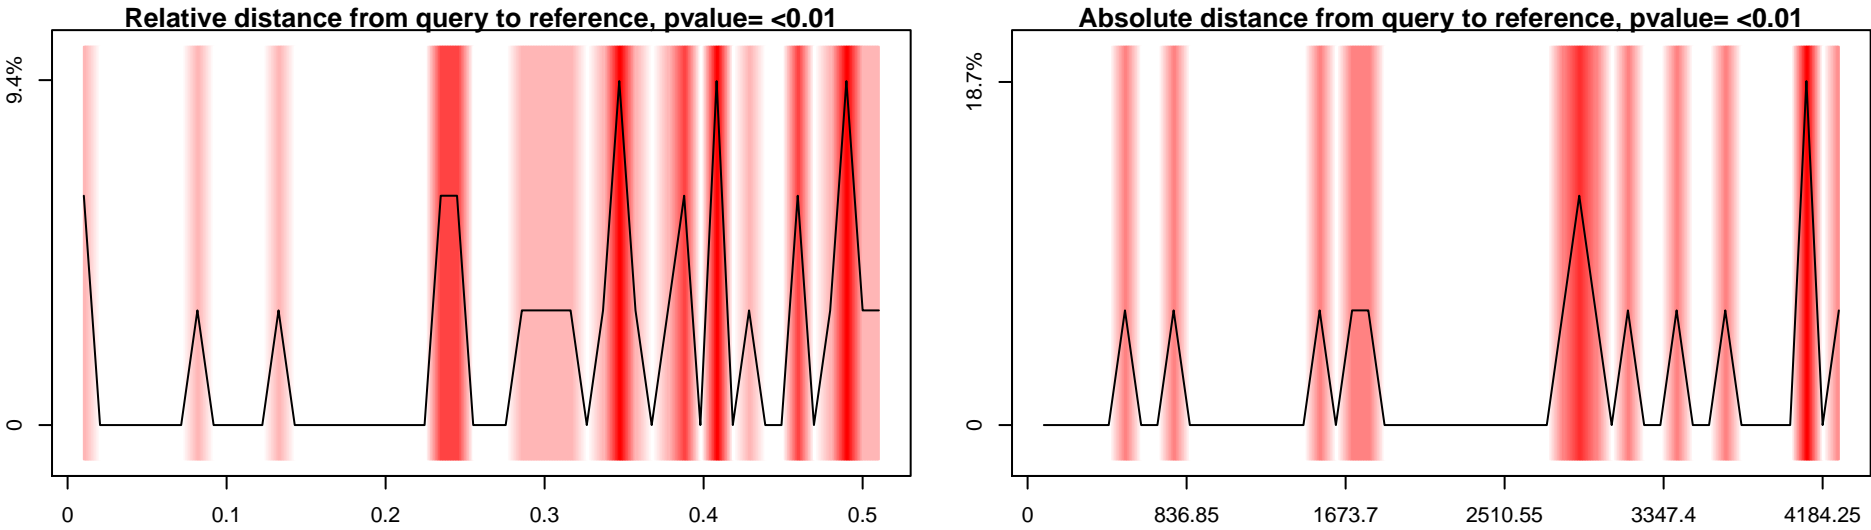 Relative distance from query to reference, pvalue= <0.01
9.4%
0
0 0.1 0.2 0.3 0.4 0.5
Absolute distance from query to reference, pvalue= <0.01
18.7%
0
0 836.85 1673.7 2510.55 3347.4 4184.25